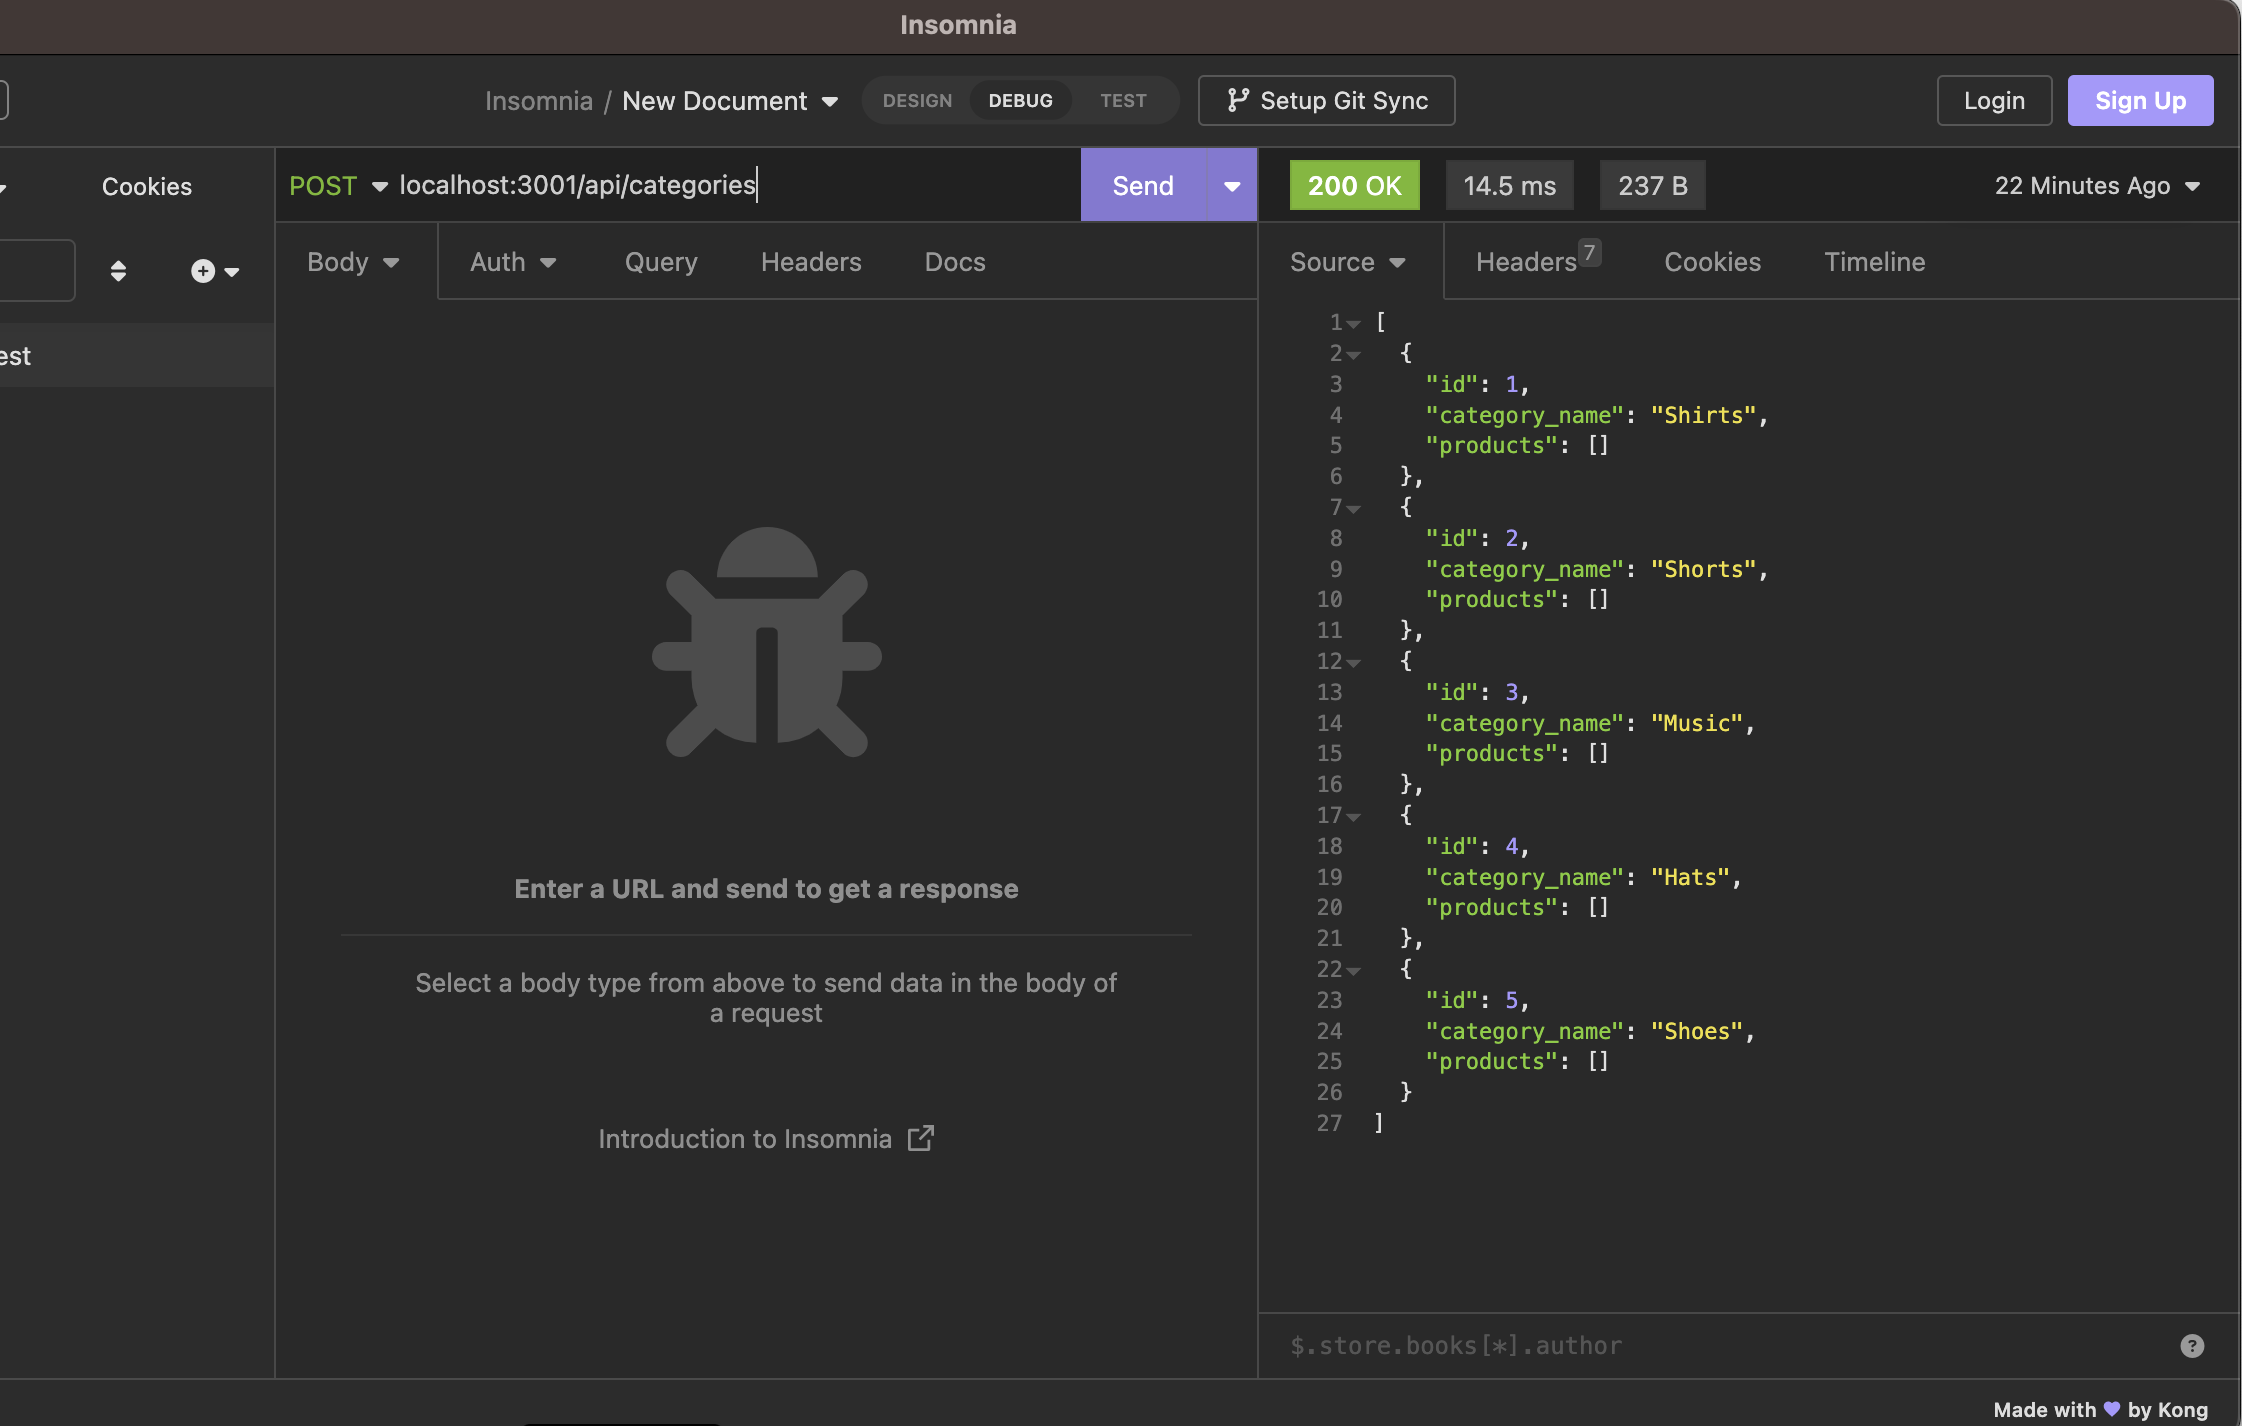 Insomnia
Insomnia / New Document DESIGN DEBUG TEST Setup Git Sync Login Sign Up
Cookies
est
POST localhost:3001/api/categories Send
Body Auth Query Headers Docs
Enter a URL and send to get a response
Select a body type from above to send data in the body of
a request
Introduction to Insomnia
200 OK 14.5 ms 237 B 22 Minutes Ago
Source Headers 7 Cookies Timeline
1 [
2 {
3 "id": 1,
4 "category_name": "Shirts",
5 "products": []
6 },
7 {
8 "id": 2,
9 "category_name": "Shorts",
10 "products": []
11 },
12 {
13 "id": 3,
14 "category_name": "Music",
15 "products": []
16 },
17 {
18 "id": 4,
19 "category_name": "Hats",
20 "products": []
21 },
22 {
23 "id": 5,
24 "category_name": "Shoes",
25 "products": []
26 }
27 ]
$.store.books[*].author
Made with 💜 by Kong